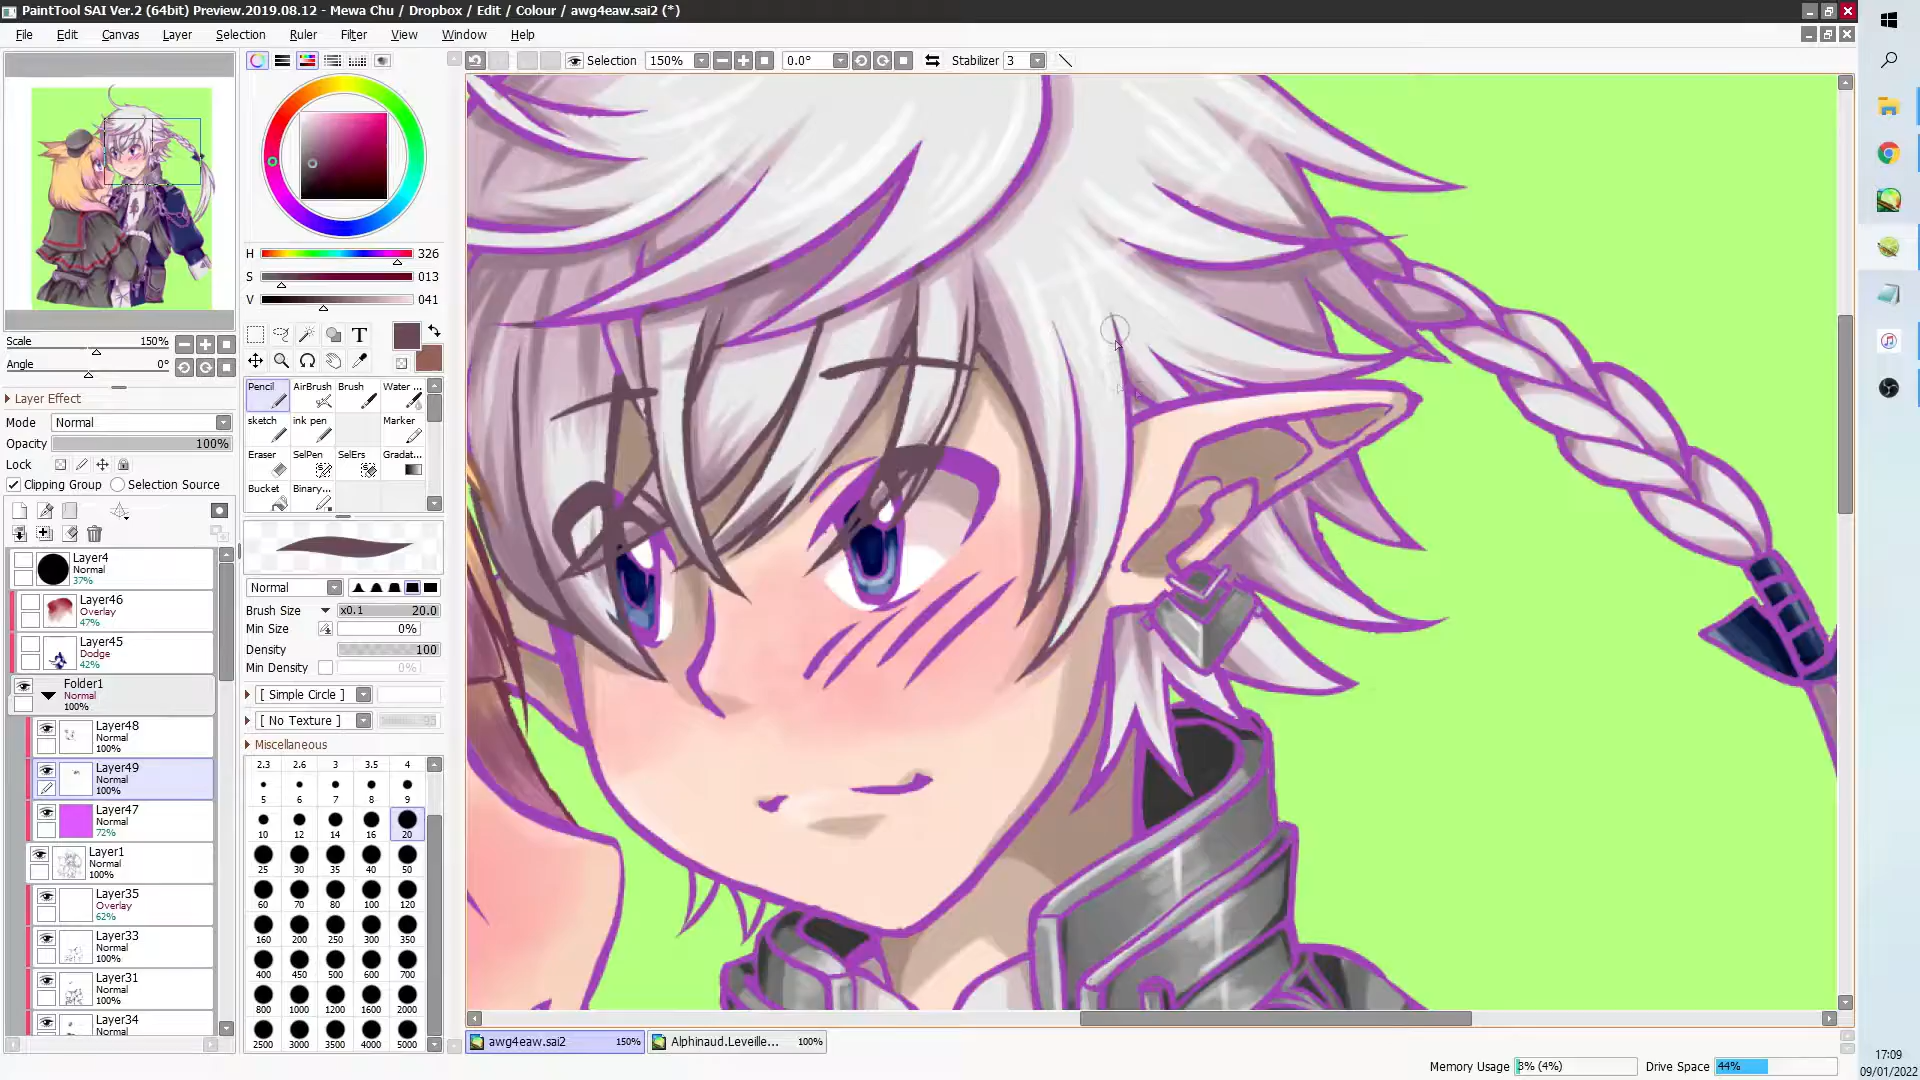 PaintTool SAI Ver.2 (64bit) Preview.2019.08.12 - Mewa Chu / Dropbox / Edit / Colour / awg4eaw.sai2 (*)
File Edit Canvas Layer Selection Ruler Filter View Window Help
Selection 150% 0.0° Stabilizer 3
H 326
S 013
V 041
T
Scale 150%
Angle 0°
Layer Effect
Mode Normal
Opacity 100%
Lock
Clipping Group Selection Source
Pencil AirBrush Brush Water ...
sketch ink pen Marker
Eraser SelPen SelErs Gradat...
Bucket Binary...
Normal
Brush Size x0.1 20.0
Min Size 0%
Density 100
Min Density 0%
[ Simple Circle ]
[ No Texture ]
Miscellaneous
2.3 2.6 3 3.5 4
5 6 7 8 9
10 12 14 16 20
25 30 35 40 50
60 70 80 100 120
160 200 250 300 350
400 450 500 600 700
800 1000 1200 1600 2000
2500 3000 3500 4000 5000
Layer4
Normal
37%
Layer46
Overlay
47%
Layer45
Dodge
42%
Folder1
Normal
100%
Layer48
Normal
100%
Layer49
Normal
100%
Layer47
Normal
72%
Layer1
Normal
100%
Layer35
Overlay
62%
Layer33
Normal
100%
Layer31
Normal
100%
Layer34
Normal
awg4eaw.sai2 150% Alphinaud.Leveille... 100%
Memory Usage 3% (4%) Drive Space 44%
17:09
09/01/2022